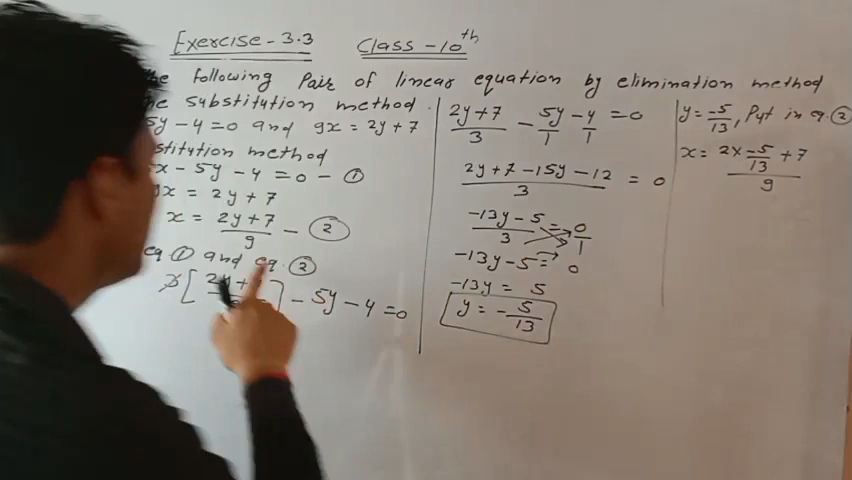 Exercise - 3.3 Class - 10th
the following Pair of linear equation by elimination method
the substitution method.
5y - 4 = 0 and 9x = 2y + 7
stitution method
x - 5y - 4 = 0 - ①
9x = 2y + 7
x = 2y + 7 / 9 - ②
eq ① and eq. ②
- 5y - 4 = 0
2y + 7 / 3 - 5y / 1 - 4 / 1 = 0
2y + 7 - 15y - 12 / 3 = 0
-13y - 5 / 3 = 0 / 1
-13y - 5 = 0
-13y = 5
y = - 5 / 13
y = -5 / 13, Put in eq. ②
x = 2 x -5 / 13 + 7 / 9